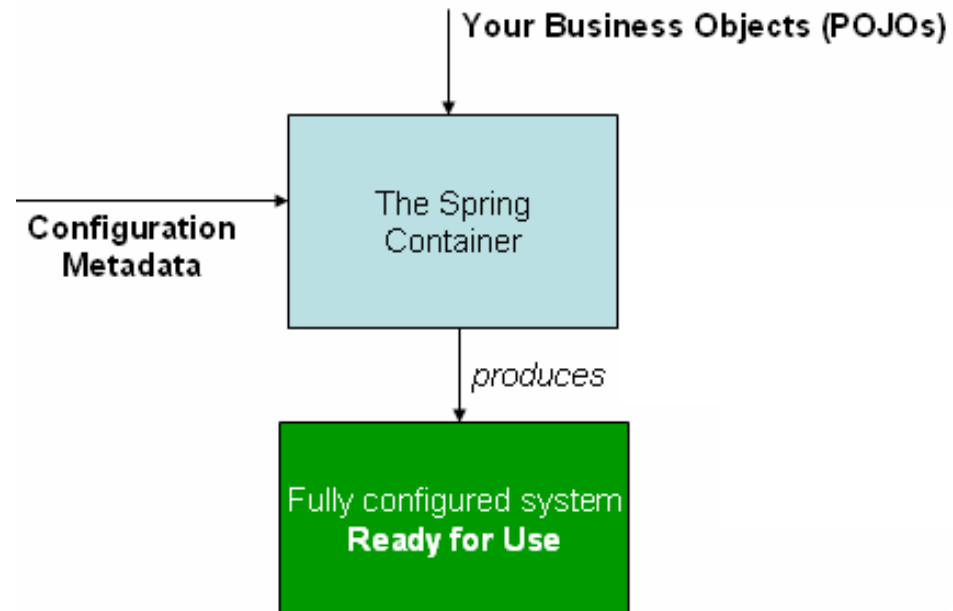 Your Business Objects (POJOs)
The Spring
Container
Configuration
Metadata
produces
Fully configured system
Ready for Use